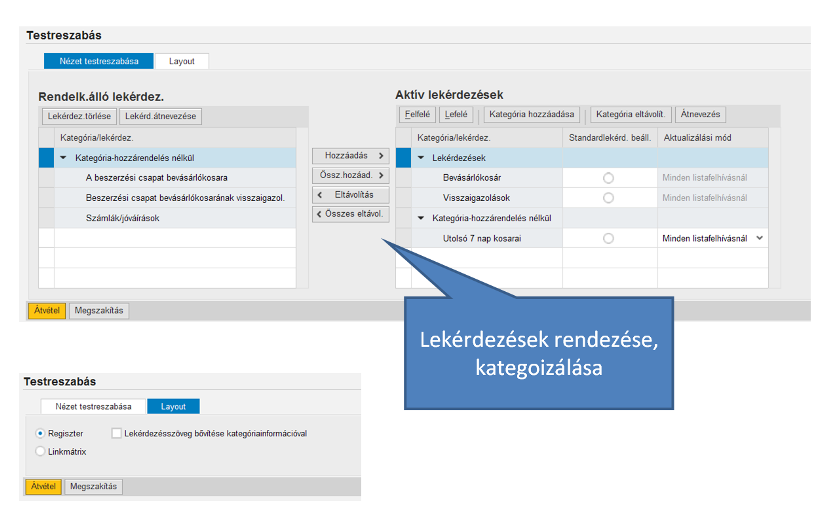 Testreszabás
Nézet testreszabása
Layout
Rendelk.álló lekérdez.
Lekérdez.törlése
Lekérd.átnevezése
Kategória/lekérdez.
Kategória-hozzárendelés nélkül
A beszerzési csapat bevásárlókosara
Beszerzési csapat bevásárlókosarának visszaigazol.
Számlák/jóváírások
Hozzáadás
Össz.hozáad.
Eltávolítás
Összes eltávol.
Aktív lekérdezések
Felfelé
Lefelé
Kategória hozzáadása
Kategória eltávolít.
Átnevezés
Kategória/lekérdez.
Standardlekérd. beáll.
Aktualizálási mód
Lekérdezések
Bevásárlókosár
Minden listafelhívásnál
Visszaigazolások
Minden listafelhívásnál
Kategória-hozzárendelés nélkül
Utolsó 7 nap kosarai
Minden listafelhívásnál
Átvétel
Megszakítás
Lekérdezések rendezése,
kategoizálása
Testreszabás
Nézet testreszabása
Layout
Regiszter
Lekérdezésszöveg bővítése kategóriainformációval
Linkmátrix
Átvétel
Megszakítás